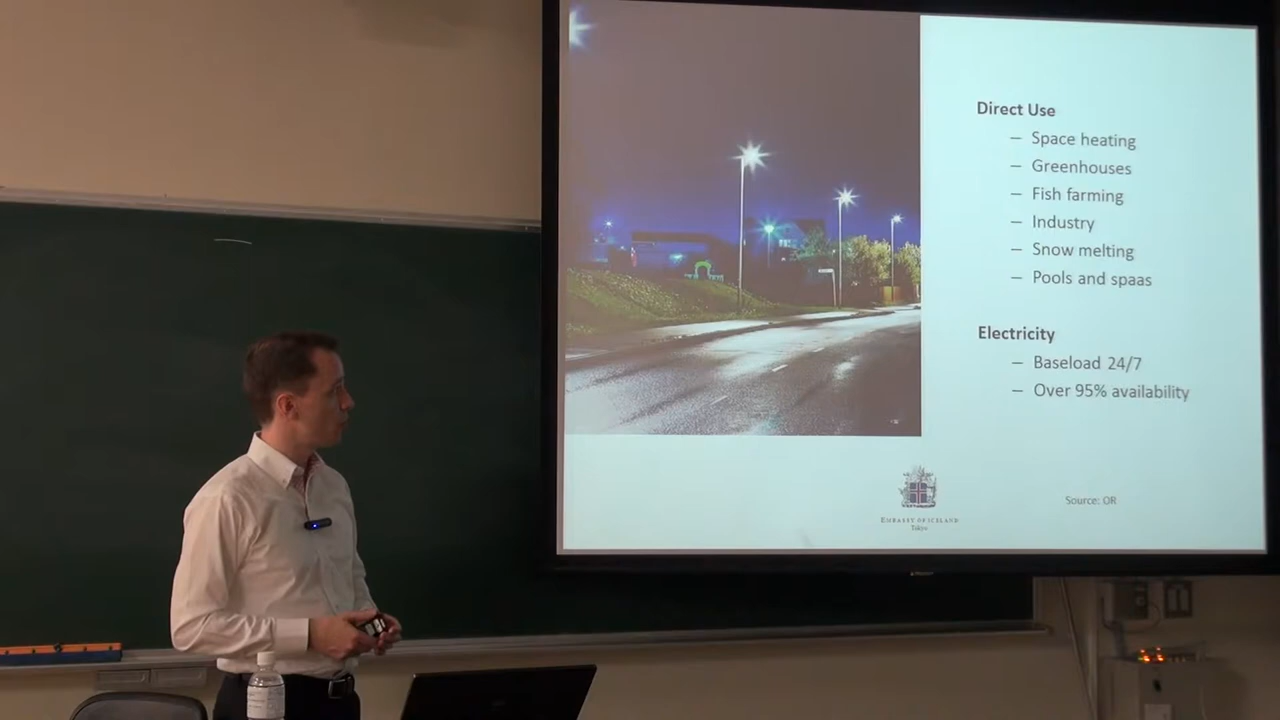 Direct Use
– Space heating
– Greenhouses
– Fish farming
– Industry
– Snow melting
– Pools and spaas
Electricity
– Baseload 24/7
– Over 95% availability
EMBASSY OF ICELAND
Tokyo
Source: OR